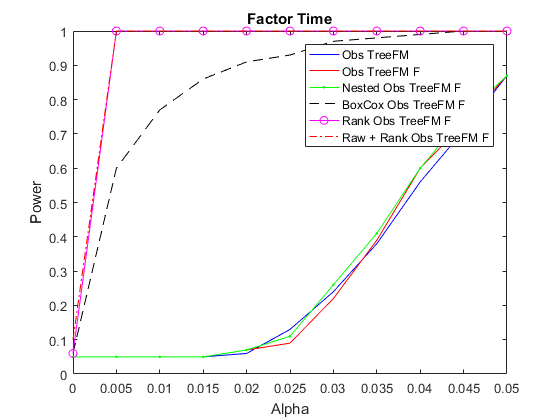 Factor Time
Power
1
0.9
0.8
0.7
0.6
0.5
0.4
0.3
0.2
0.1
0
Obs TreeFM
Obs TreeFM F
Nested Obs TreeFM F
BoxCox Obs TreeFM F
Rank Obs TreeFM F
Raw + Rank Obs TreeFM F
0 0.005 0.01 0.015 0.02 0.025 0.03 0.035 0.04 0.045 0.05
Alpha